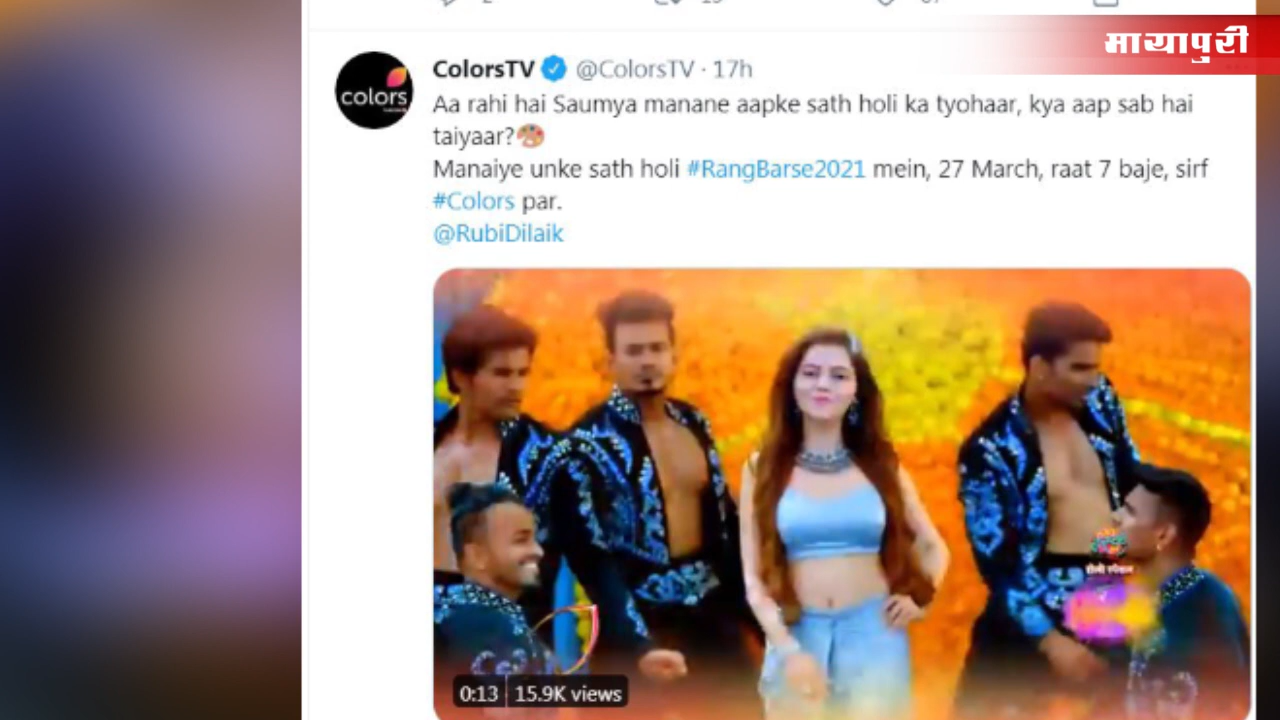 मायापुरी
ColorsTV @ColorsTV · 17h
colors
Aa rahi hai Saumya manane aapke sath holi ka tyohaar, kya aap sab hai
taiyaar?🎨
Manaiye unke sath holi #RangBarse2021 mein, 27 March, raat 7 baje, sirf
#Colors par.
@RubiDilaik
0:13 15.9K views